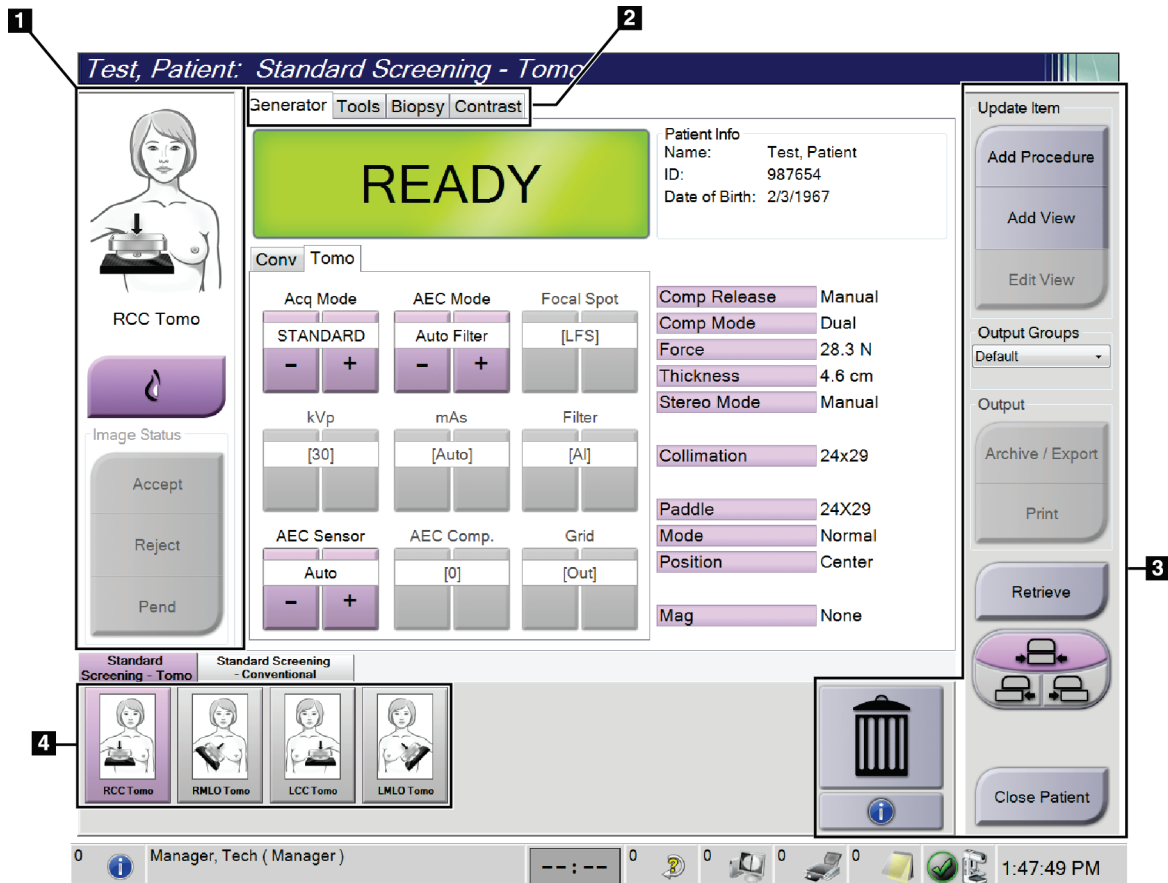 1
2
Test, Patient: Standard Screening - Tomo
Generator Tools Biopsy Contrast
READY
Patient Info
Name: Test, Patient
ID: 987654
Date of Birth: 2/3/1967
RCC Tomo
Image Status
Accept
Reject
Pend
Conv Tomo
Acq Mode AEC Mode Focal Spot
STANDARD Auto Filter [LFS]
- + - +
kVp mAs Filter
[30] [Auto] [Al]
AEC Sensor AEC Comp. Grid
Auto [0] [Out]
- +
Comp Release Manual
Comp Mode Dual
Force 28.3 N
Thickness 4.6 cm
Stereo Mode Manual
Collimation 24x29
Paddle 24X29
Mode Normal
Position Center
Mag None
Update Item
Add Procedure
Add View
Edit View
Output Groups
Default
Output
Archive / Export
Print
Retrieve
Close Patient
3
Standard
Screening - Tomo
Standard Screening
- Conventional
4
RCC Tomo RMLO Tomo LCC Tomo LMLO Tomo
i
0 i Manager, Tech ( Manager ) --:-- 0 ? 0 0 0 1:47:49 PM